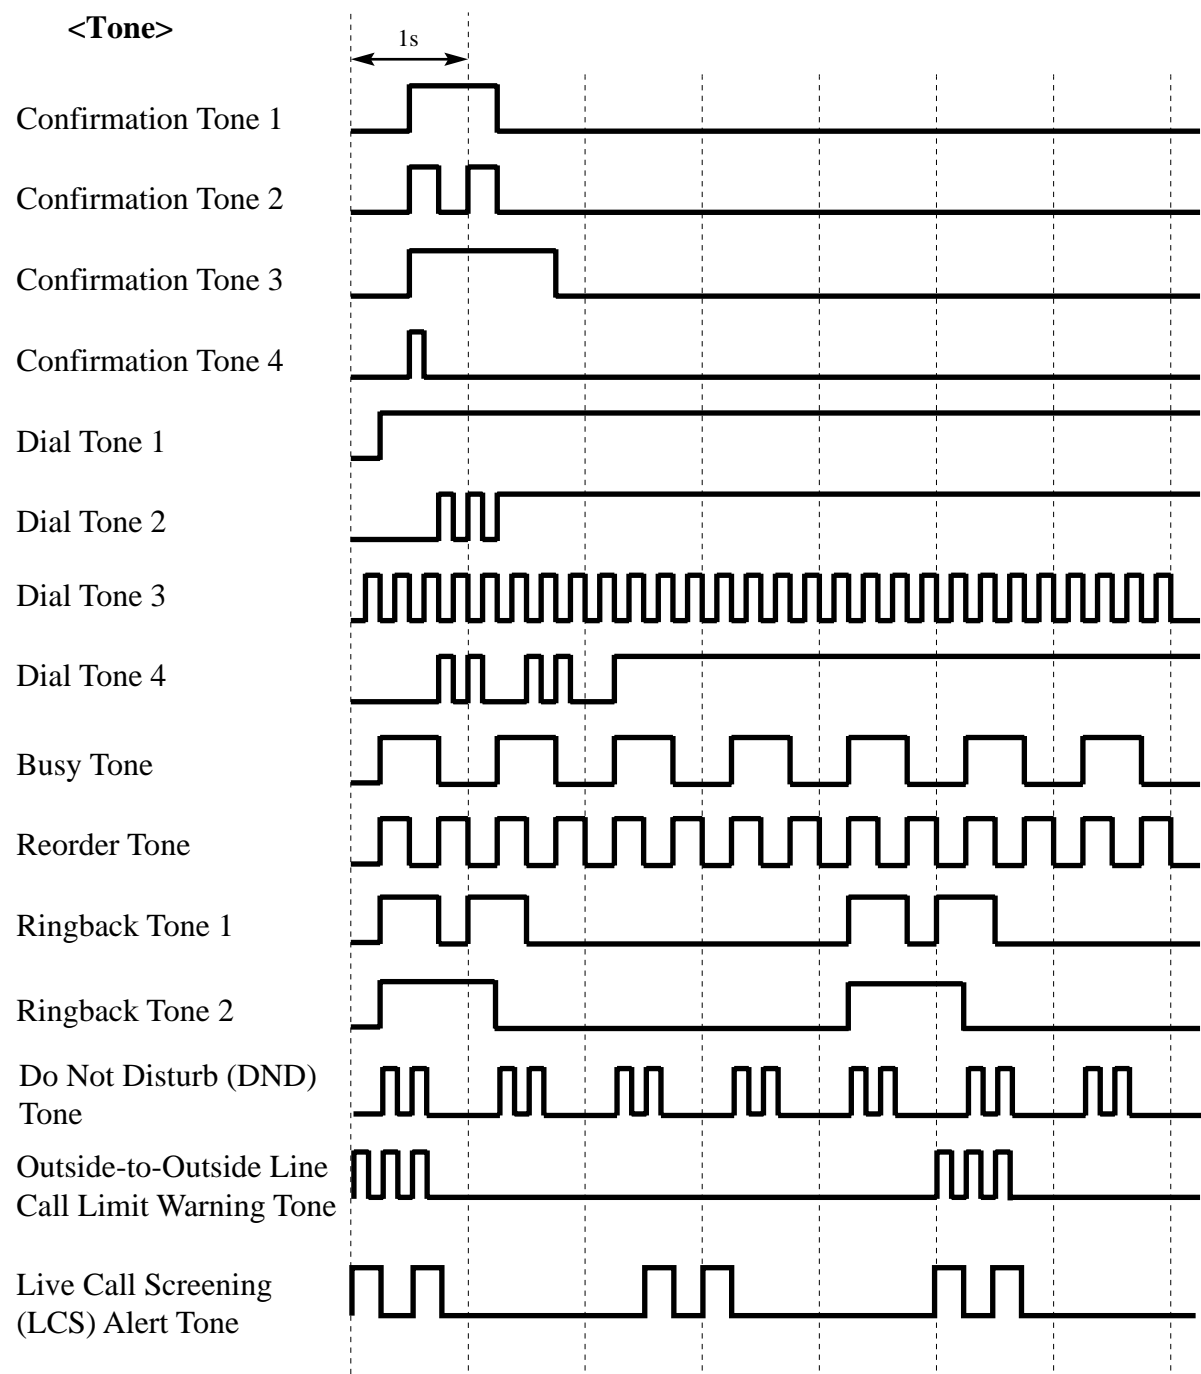 <Tone>
1s
Confirmation Tone 1
Confirmation Tone 2
Confirmation Tone 3
Confirmation Tone 4
Dial Tone 1
Dial Tone 2
Dial Tone 3
Dial Tone 4
Busy Tone
Reorder Tone
Ringback Tone 1
Ringback Tone 2
Do Not Disturb (DND)
Tone
Outside-to-Outside Line
Call Limit Warning Tone
Live Call Screening
(LCS) Alert Tone